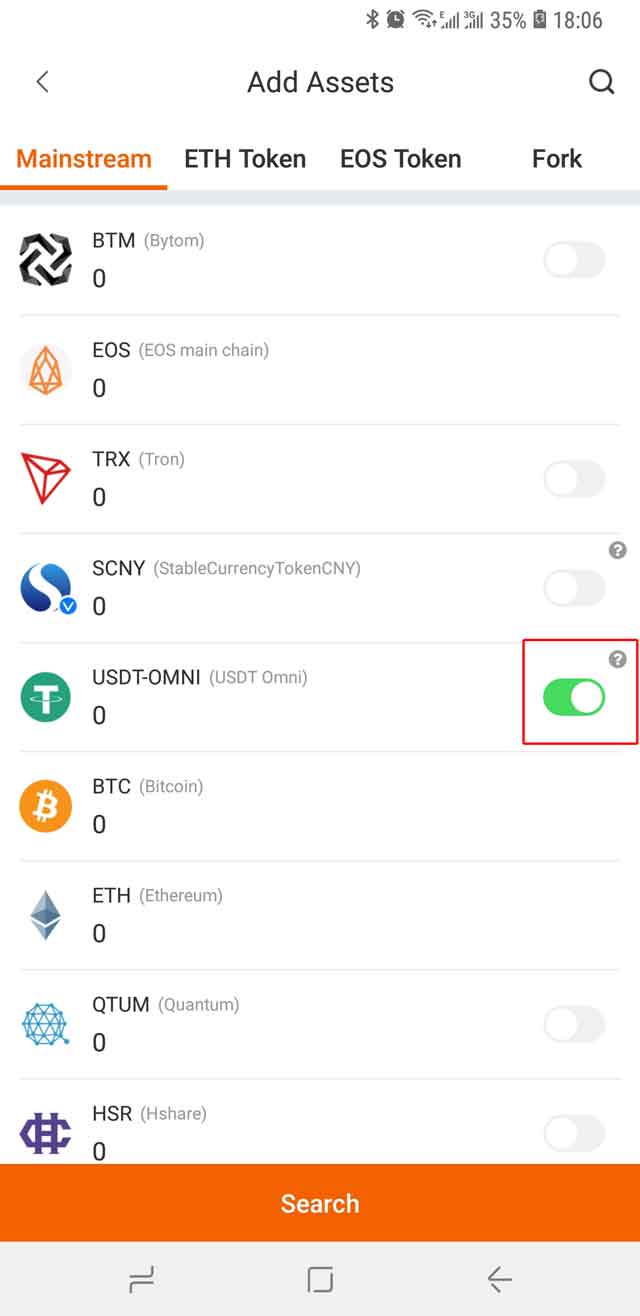 E 3G 35% 18:06
Add Assets
Mainstream ETH Token EOS Token Fork
BTM (Bytom)
0
EOS (EOS main chain)
0
TRX (Tron)
0
?
SCNY (StableCurrencyTokenCNY)
0
?
USDT-OMNI (USDT Omni)
0
BTC (Bitcoin)
0
ETH (Ethereum)
0
QTUM (Quantum)
0
HSR (Hshare)
0
Search